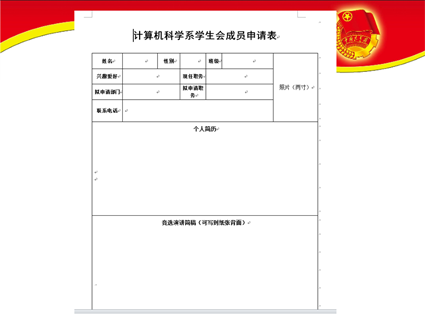 计算机科学系学生会成员申请表
姓名 性别 班级
兴趣爱好 现任职务 照片（两寸）
拟申请部门 拟申请职务
联系电话
个人简历
竞选演讲简稿（可写到纸张背面）